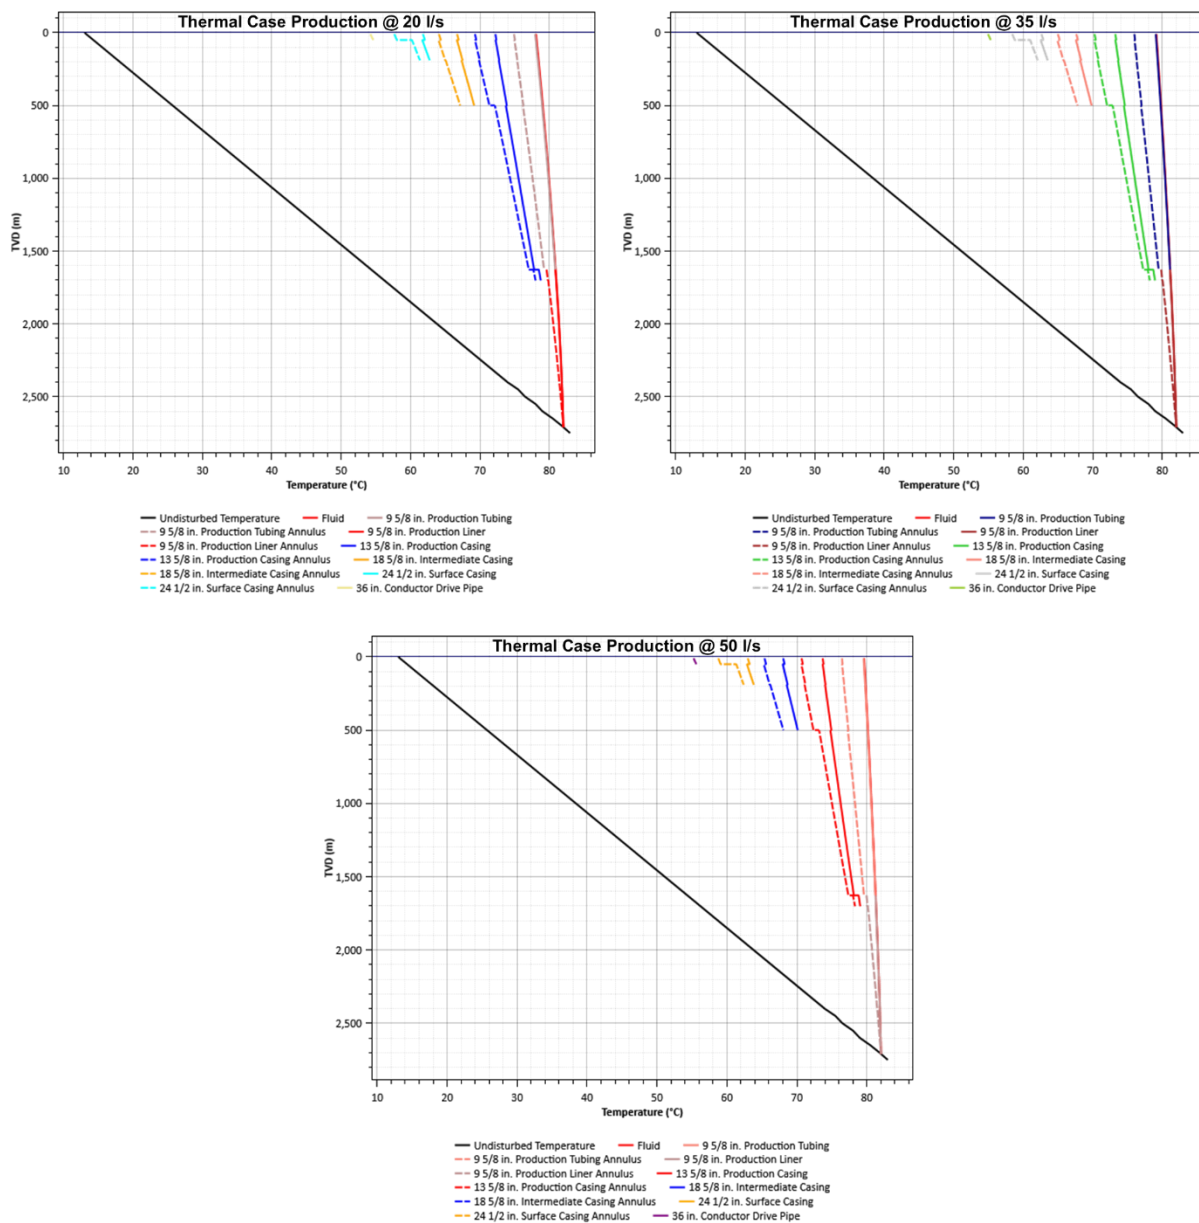 Thermal Case Production @ 20 l/s
0
500
1,000
1,500
2,000
2,500
TVD (m)
10 20 30 40 50 60 70 80
Temperature (°C)
Undisturbed Temperature Fluid 9 5/8 in. Production Tubing
9 5/8 in. Production Tubing Annulus 9 5/8 in. Production Liner
9 5/8 in. Production Liner Annulus 13 5/8 in. Production Casing
13 5/8 in. Production Casing Annulus 18 5/8 in. Intermediate Casing
18 5/8 in. Intermediate Casing Annulus 24 1/2 in. Surface Casing
24 1/2 in. Surface Casing Annulus 36 in. Conductor Drive Pipe
Thermal Case Production @ 35 l/s
0
500
1,000
1,500
2,000
2,500
TVD (m)
10 20 30 40 50 60 70 80
Temperature (°C)
Undisturbed Temperature Fluid 9 5/8 in. Production Tubing
9 5/8 in. Production Tubing Annulus 9 5/8 in. Production Liner
9 5/8 in. Production Liner Annulus 13 5/8 in. Production Casing
13 5/8 in. Production Casing Annulus 18 5/8 in. Intermediate Casing
18 5/8 in. Intermediate Casing Annulus 24 1/2 in. Surface Casing
24 1/2 in. Surface Casing Annulus 36 in. Conductor Drive Pipe
Thermal Case Production @ 50 l/s
0
500
1,000
1,500
2,000
2,500
TVD (m)
10 20 30 40 50 60 70 80
Temperature (°C)
Undisturbed Temperature Fluid 9 5/8 in. Production Tubing
9 5/8 in. Production Tubing Annulus 9 5/8 in. Production Liner
9 5/8 in. Production Liner Annulus 13 5/8 in. Production Casing
13 5/8 in. Production Casing Annulus 18 5/8 in. Intermediate Casing
18 5/8 in. Intermediate Casing Annulus 24 1/2 in. Surface Casing
24 1/2 in. Surface Casing Annulus 36 in. Conductor Drive Pipe